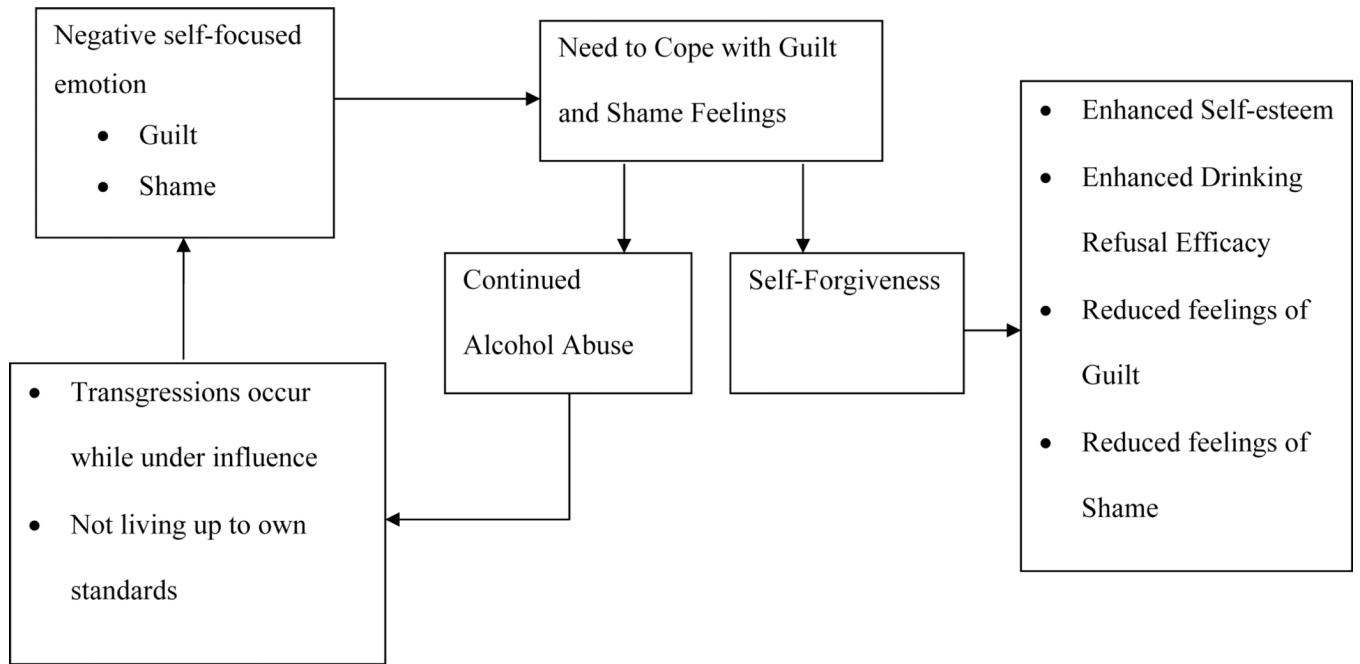 Negative self-focused
emotion
• Guilt
• Shame
Need to Cope with Guilt
and Shame Feelings
• Enhanced Self-esteem
• Enhanced Drinking
Refusal Efficacy
• Reduced feelings of
Guilt
• Reduced feelings of
Shame
Continued
Alcohol Abuse
Self-Forgiveness
• Transgressions occur
while under influence
• Not living up to own
standards